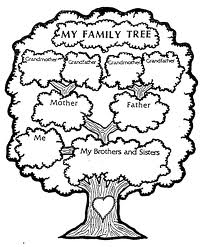 MY FAMILY TREE
Grandmother Grandfather Grandmother Grandfather
Mother Father
Me
My Brothers and Sisters